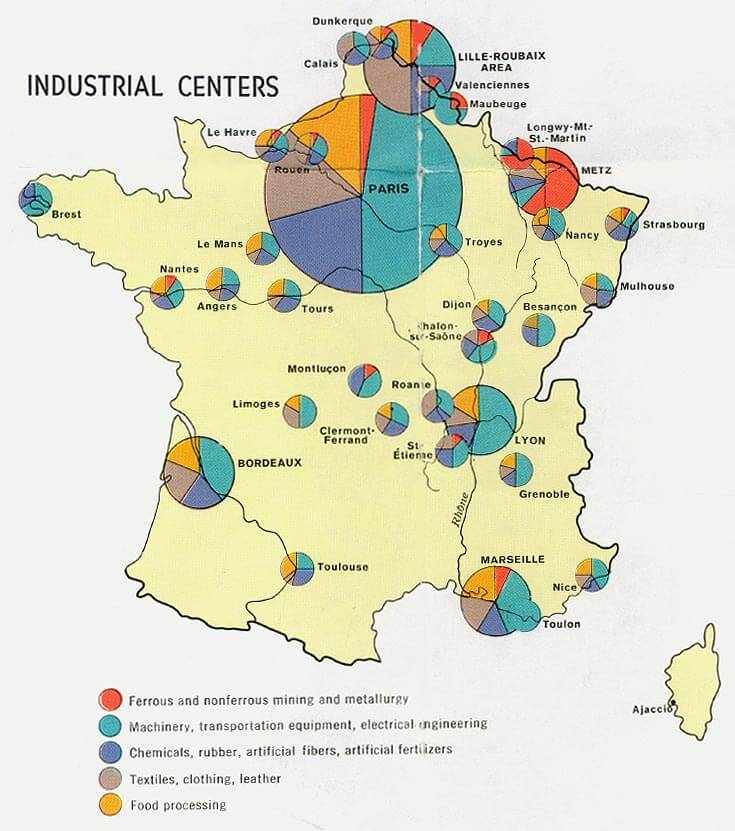 INDUSTRIAL CENTERS
Dunkerque
Calais
LILLE-ROUBAIX
AREA
Valenciennes
Maubeuge
Longwy-Mt.-
St.-Martin
METZ
Le Havre
Rouen
PARIS
Brest
Nancy
Strasbourg
Troyes
Le Mans
Nantes
Angers
Tours
Mulhouse
Dijon
Besançon
Chalon-
sur-Saône
Montluçon
Roanne
Limoges
Clermont-
Ferrand
LYON
St.
Étienne
BORDEAUX
Grenoble
Rhône
Toulouse
MARSEILLE
Nice
Toulon
Ajaccio
Ferrous and nonferrous mining and metallurgy
Machinery, transportation equipment, electrical engineering
Chemicals, rubber, artificial fibers, artificial fertilizers
Textiles, clothing, leather
Food processing